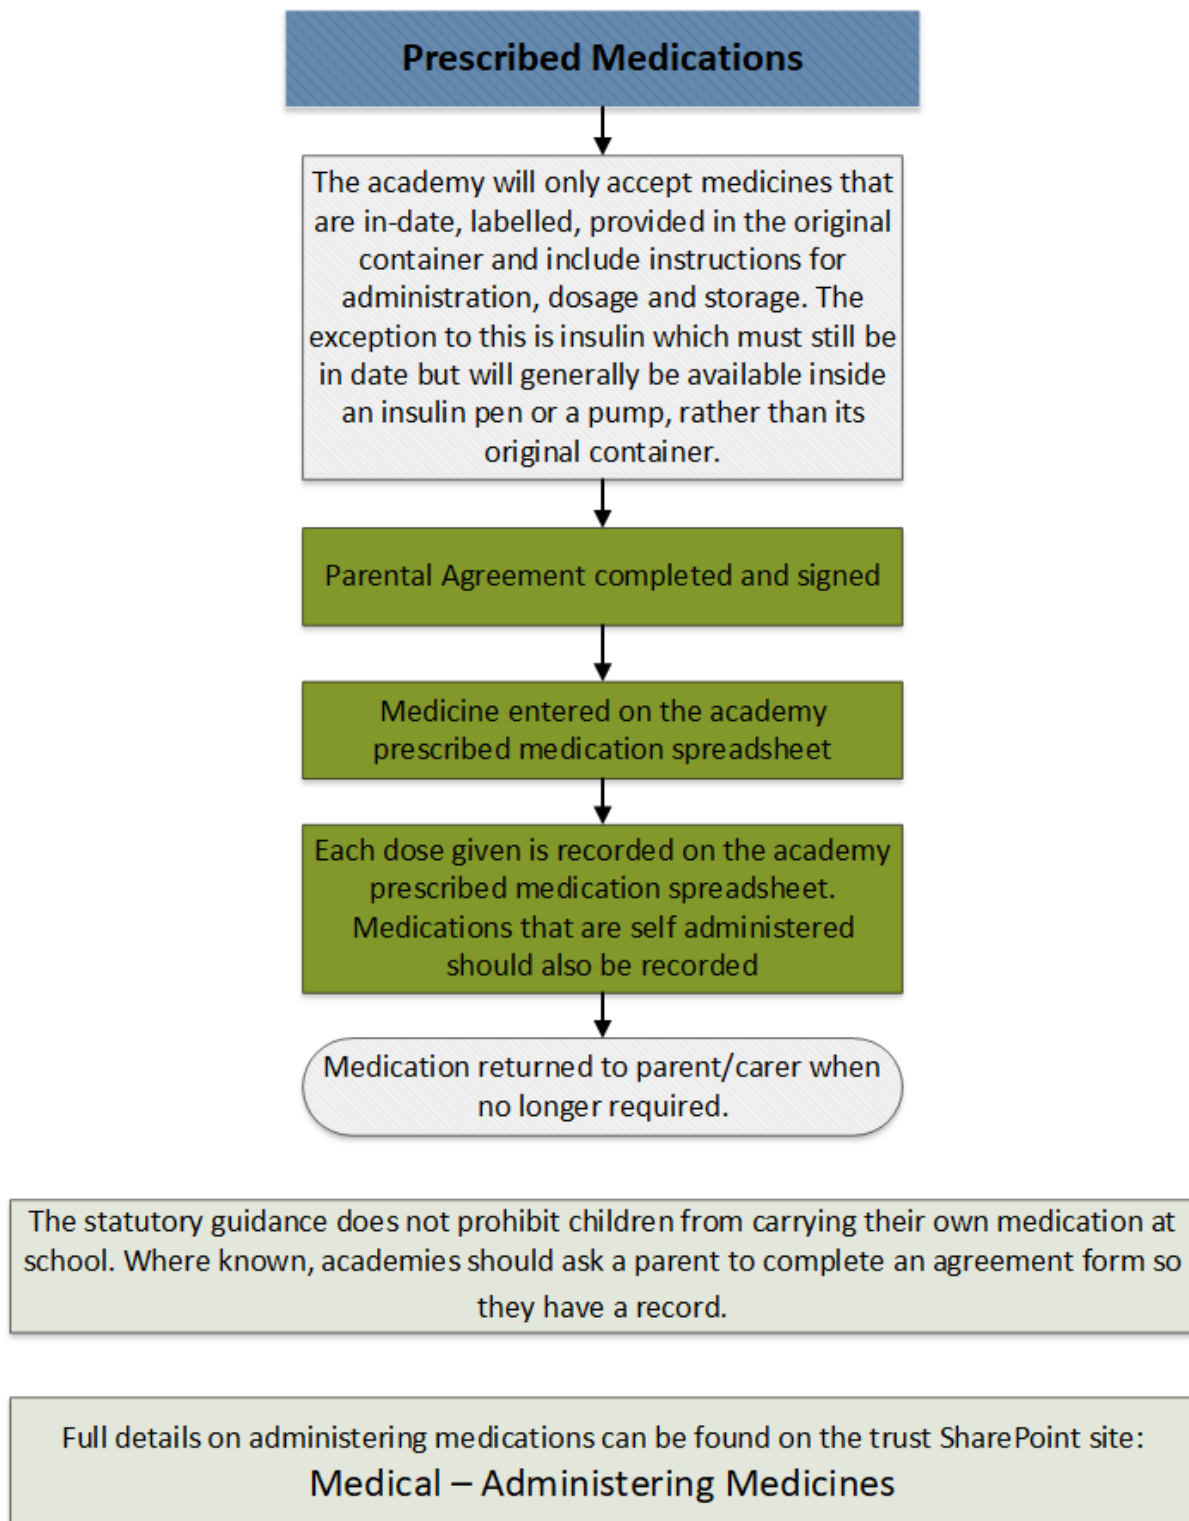 Prescribed Medications
The academy will only accept medicines that
are in-date, labelled, provided in the original
container and include instructions for
administration, dosage and storage. The
exception to this is insulin which must still be
in date but will generally be available inside
an insulin pen or a pump, rather than its
original container.
Parental Agreement completed and signed
Medicine entered on the academy
prescribed medication spreadsheet
Each dose given is recorded on the academy
prescribed medication spreadsheet.
Medications that are self administered
should also be recorded
Medication returned to parent/carer when
no longer required.
The statutory guidance does not prohibit children from carrying their own medication at
school. Where known, academies should ask a parent to complete an agreement form so
they have a record.
Full details on administering medications can be found on the trust SharePoint site:
Medical – Administering Medicines